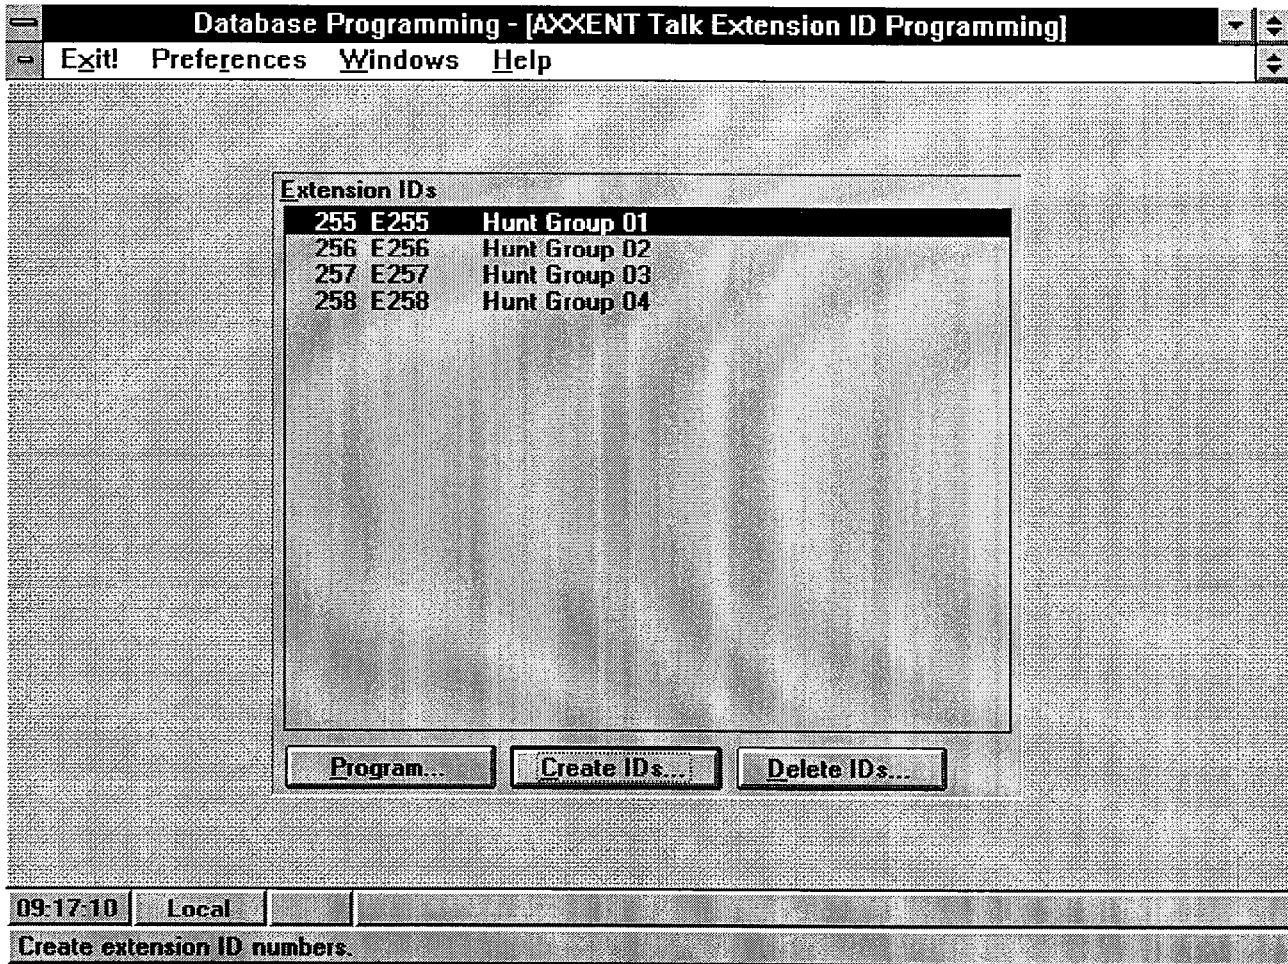 Database Programming - [AXXENT Talk Extension ID Programming]
Exit! Preferences Windows Help
Extension IDs
255 E255 Hunt Group 01
256 E256 Hunt Group 02
257 E257 Hunt Group 03
258 E258 Hunt Group 04
Program... Create IDs... Delete IDs...
09:17:10 Local
Create extension ID numbers.